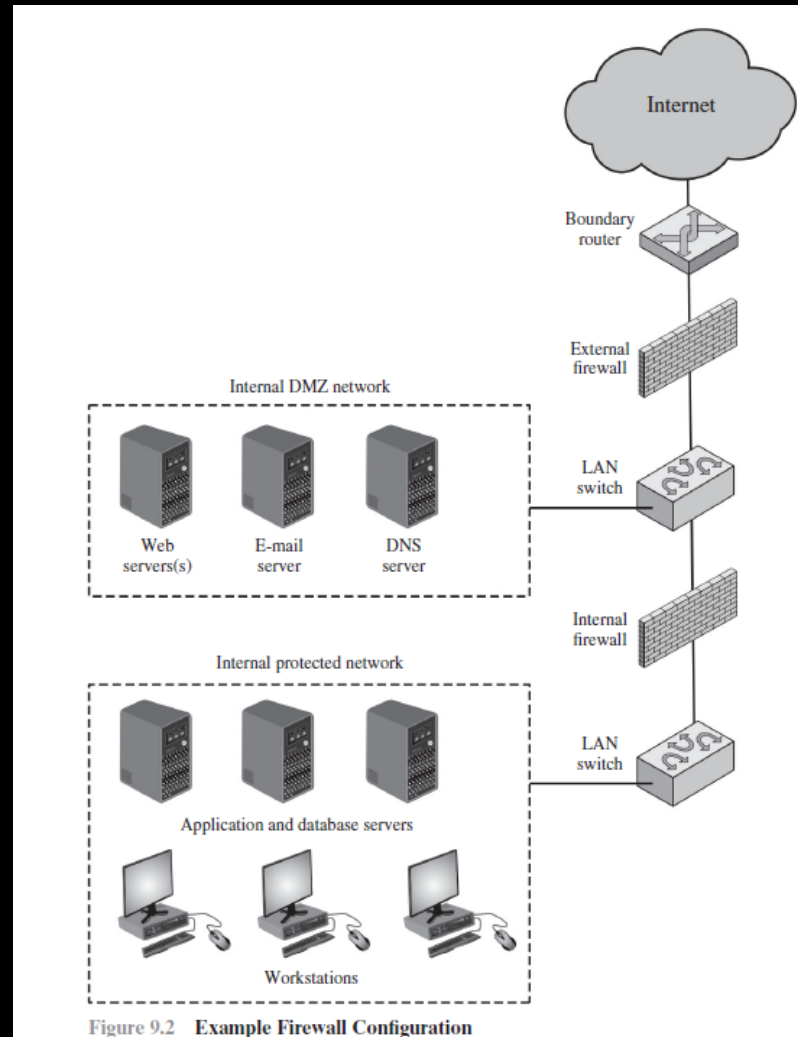 Internet
Boundary
router
External
firewall
Internal DMZ network
LAN
switch
Web
servers(s)
E-mail
server
DNS
server
Internal
firewall
Internal protected network
LAN
switch
Application and database servers
Workstations
Figure 9.2 Example Firewall Configuration